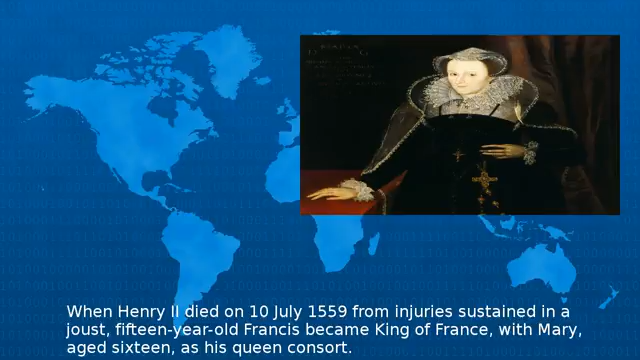 When Henry II died on 10 July 1559 from injuries sustained in a
joust, fifteen-year-old Francis became King of France, with Mary,
aged sixteen, as his queen consort.